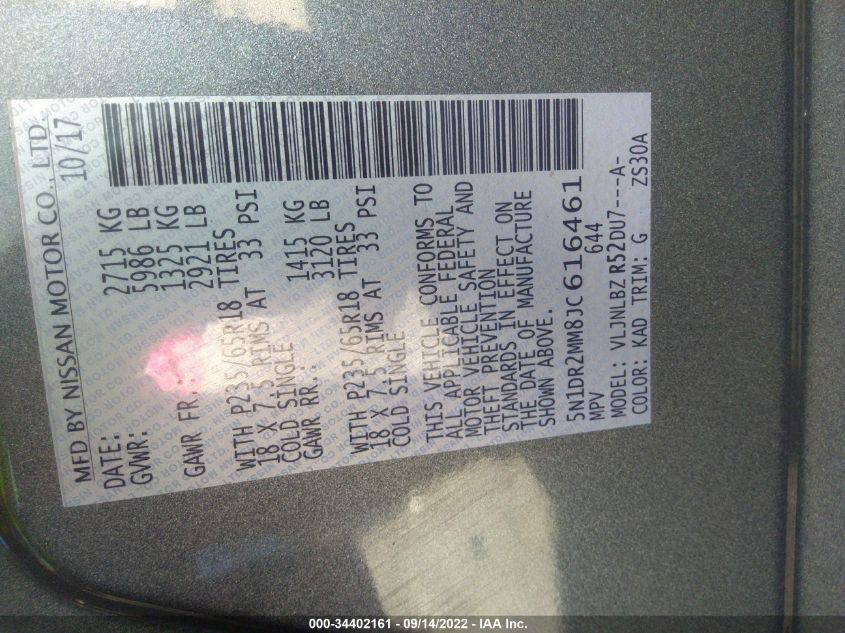 MFD BY NISSAN MOTOR CO., LTD.
DATE: 10/17
GVWR: 2715 KG
5986 LB
GAWR FR.: 1325 KG
2921 LB
WITH P235/65R18 TIRES
18 X 7.5 RIMS AT 33 PSI
COLD SINGLE
GAWR RR.: 1415 KG
3120 LB
WITH P235/65R18 TIRES
18 X 7.5 RIMS AT 33 PSI
COLD SINGLE
THIS VEHICLE CONFORMS TO
ALL APPLICABLE FEDERAL
MOTOR VEHICLE SAFETY AND
THEFT PREVENTION
STANDARDS IN EFFECT ON
THE DATE OF MANUFACTURE
SHOWN ABOVE.
5N1DR2MM8JC616461
MPV 644
MODEL: VLJNLBZ R52DU7---A-
COLOR: KAD TRIM: G ZS30A
000-34402161 - 09/14/2022 - IAA Inc.